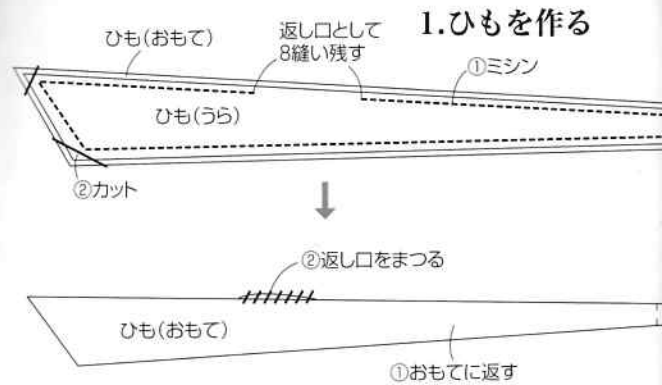 1.ひもを作る
ひも(おもて)
返し口として
8縫い残す
①ミシン
ひも(うら)
②カット
②返し口をまつる
ひも(おもて)
①おもてに返す